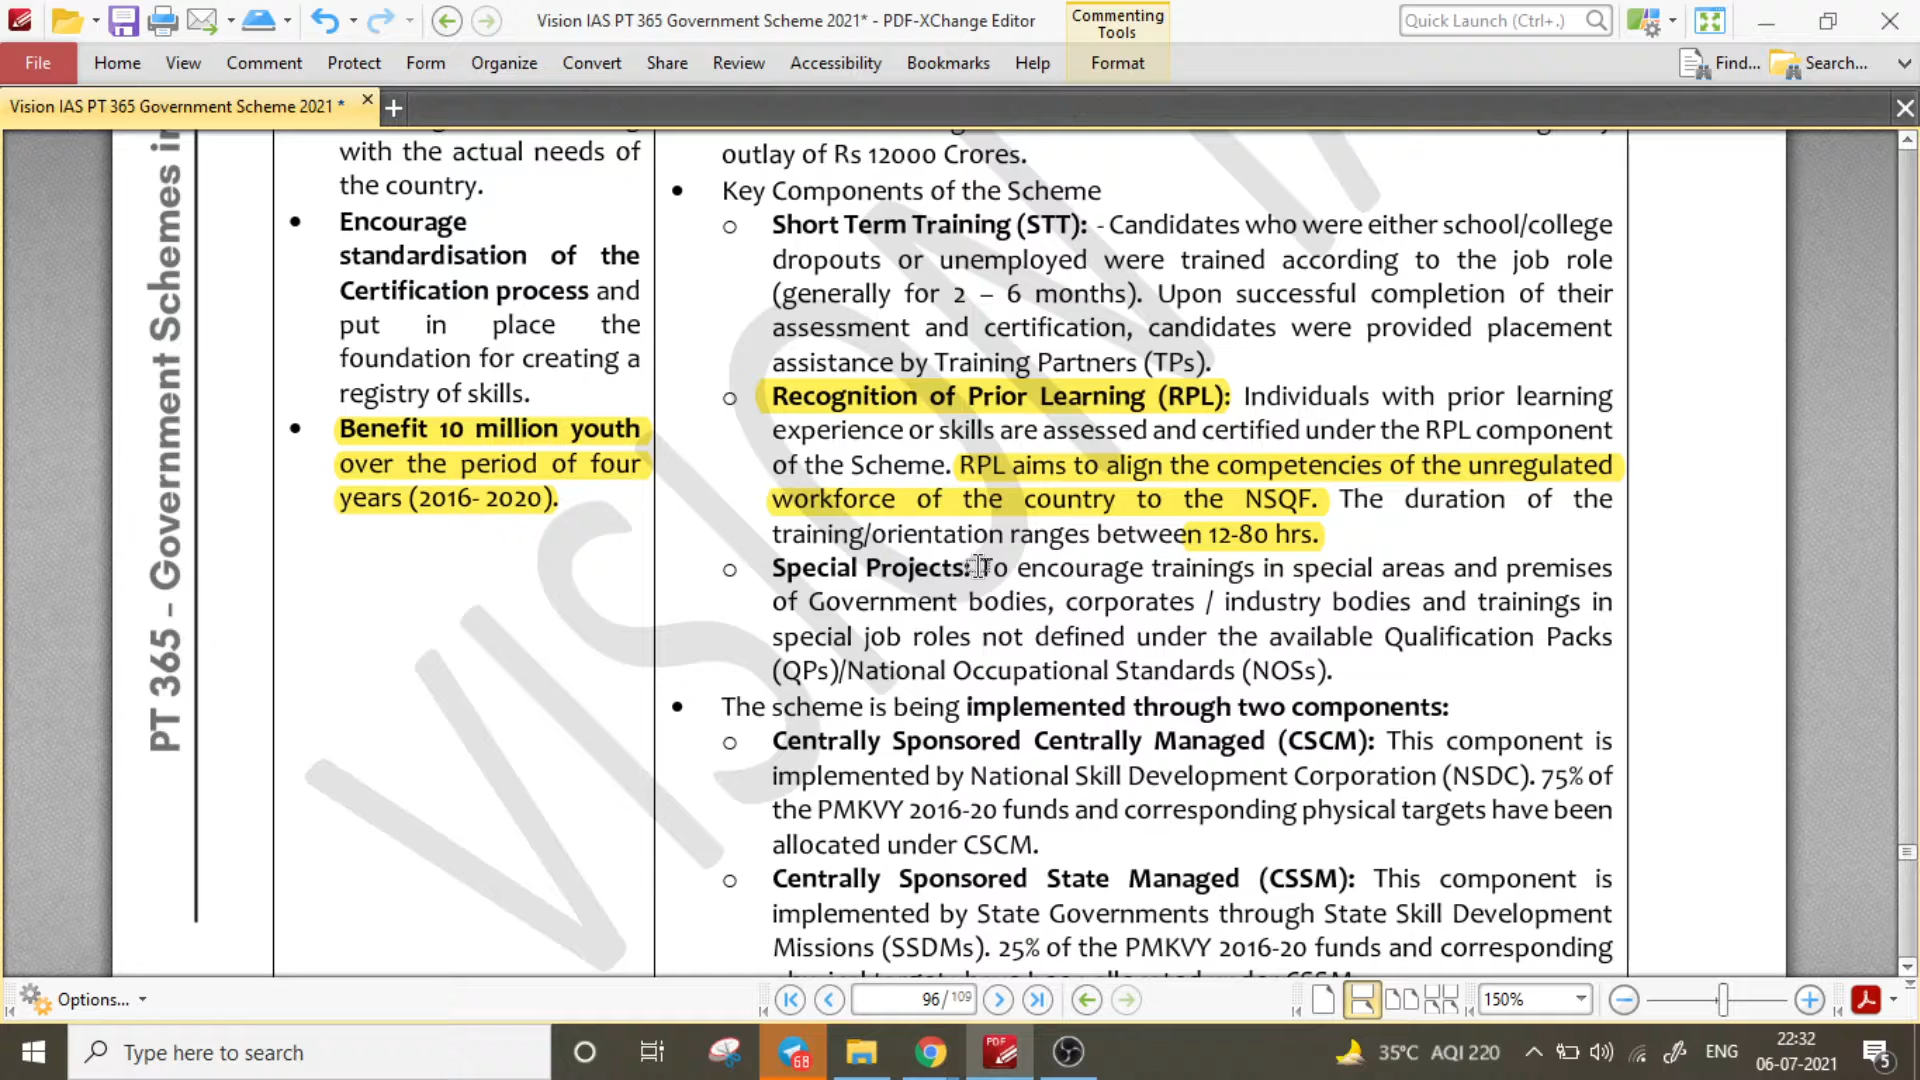 Vision IAS PT 365 Government Scheme 2021* - PDF-XChange Editor
Commenting Tools
Quick Launch (Ctrl+.)
File Home View Comment Protect Form Organize Convert Share Review Accessibility Bookmarks Help Format
Find... Search...
Vision IAS PT 365 Government Scheme 2021 *
PT 365 - Government Schemes in
VISION IA
with the actual needs of
the country.
Encourage
standardisation of the
Certification process and
put in place the
foundation for creating a
registry of skills.
Benefit 10 million youth
over the period of four
years (2016- 2020).
outlay of Rs 12000 Crores.
Key Components of the Scheme
Short Term Training (STT): - Candidates who were either school/college
dropouts or unemployed were trained according to the job role
(generally for 2 – 6 months). Upon successful completion of their
assessment and certification, candidates were provided placement
assistance by Training Partners (TPs).
Recognition of Prior Learning (RPL): Individuals with prior learning
experience or skills are assessed and certified under the RPL component
of the Scheme. RPL aims to align the competencies of the unregulated
workforce of the country to the NSQF. The duration of the
training/orientation ranges between 12-80 hrs.
Special Projects: To encourage trainings in special areas and premises
of Government bodies, corporates / industry bodies and trainings in
special job roles not defined under the available Qualification Packs
(QPs)/National Occupational Standards (NOSs).
The scheme is being implemented through two components:
Centrally Sponsored Centrally Managed (CSCM): This component is
implemented by National Skill Development Corporation (NSDC). 75% of
the PMKVY 2016-20 funds and corresponding physical targets have been
allocated under CSCM.
Centrally Sponsored State Managed (CSSM): This component is
implemented by State Governments through State Skill Development
Missions (SSDMs). 25% of the PMKVY 2016-20 funds and corresponding
Options...
96 / 109
150%
Type here to search
68
PDF
35°C AQI 220
ENG
22:32
06-07-2021
5